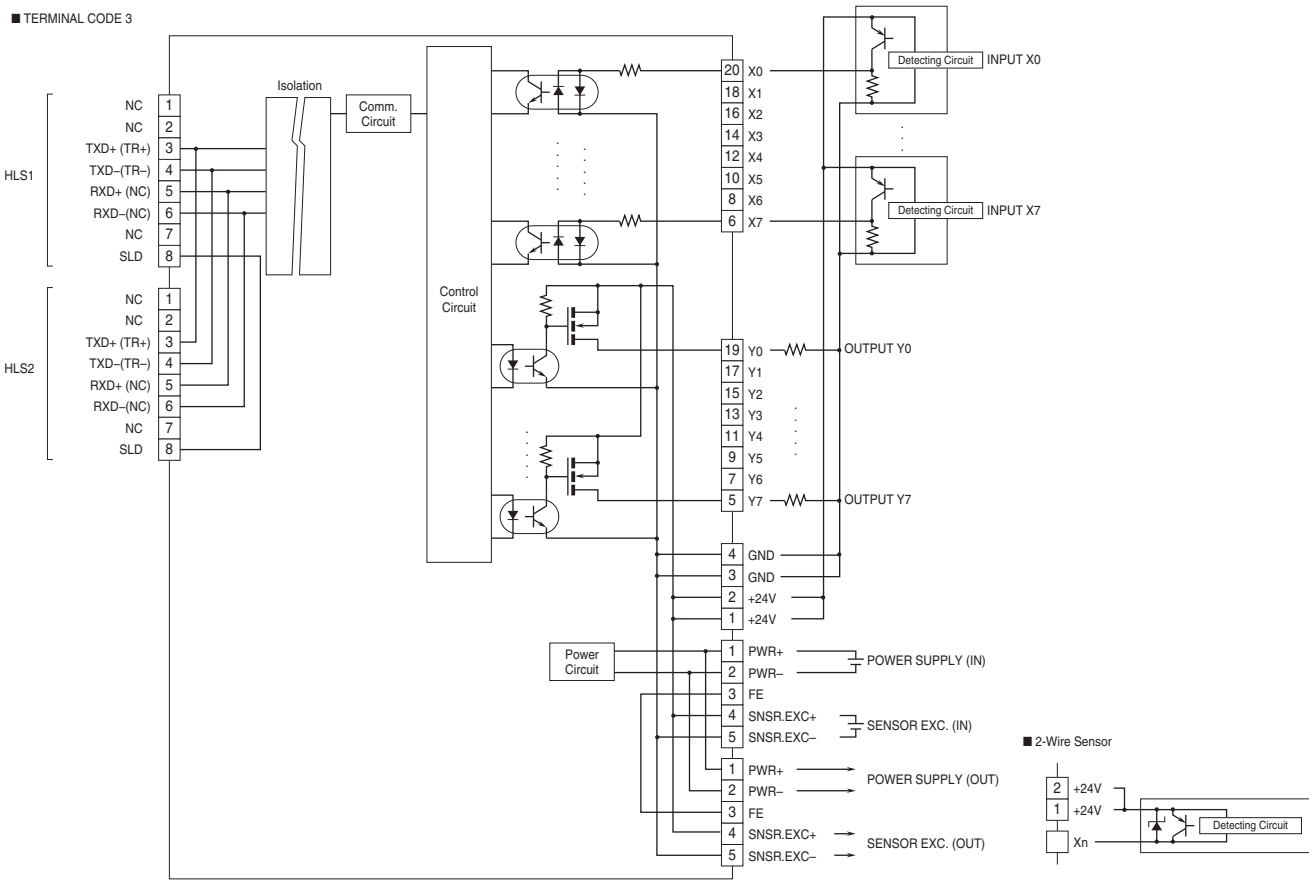 ■ TERMINAL CODE 3
HLS1
NC 1
NC 2
TXD+ (TR+) 3
TXD−(TR−) 4
RXD+ (NC) 5
RXD−(NC) 6
NC 7
SLD 8
HLS2
NC 1
NC 2
TXD+ (TR+) 3
TXD−(TR−) 4
RXD+ (NC) 5
RXD−(NC) 6
NC 7
SLD 8
Isolation
Comm.
Circuit
Control
Circuit
Power
Circuit
20 X0
18 X1
16 X2
14 X3
12 X4
10 X5
8 X6
6 X7
Detecting Circuit INPUT X0
Detecting Circuit INPUT X7
19 Y0 OUTPUT Y0
17 Y1
15 Y2
13 Y3
11 Y4
9 Y5
7 Y6
5 Y7 OUTPUT Y7
4 GND
3 GND
2 +24V
1 +24V
1 PWR+
2 PWR−
POWER SUPPLY (IN)
3 FE
4 SNSR.EXC+
5 SNSR.EXC−
SENSOR EXC. (IN)
1 PWR+
2 PWR−
POWER SUPPLY (OUT)
3 FE
4 SNSR.EXC+
5 SNSR.EXC−
SENSOR EXC. (OUT)
■ 2-Wire Sensor
2 +24V
1 +24V
Xn
Detecting Circuit